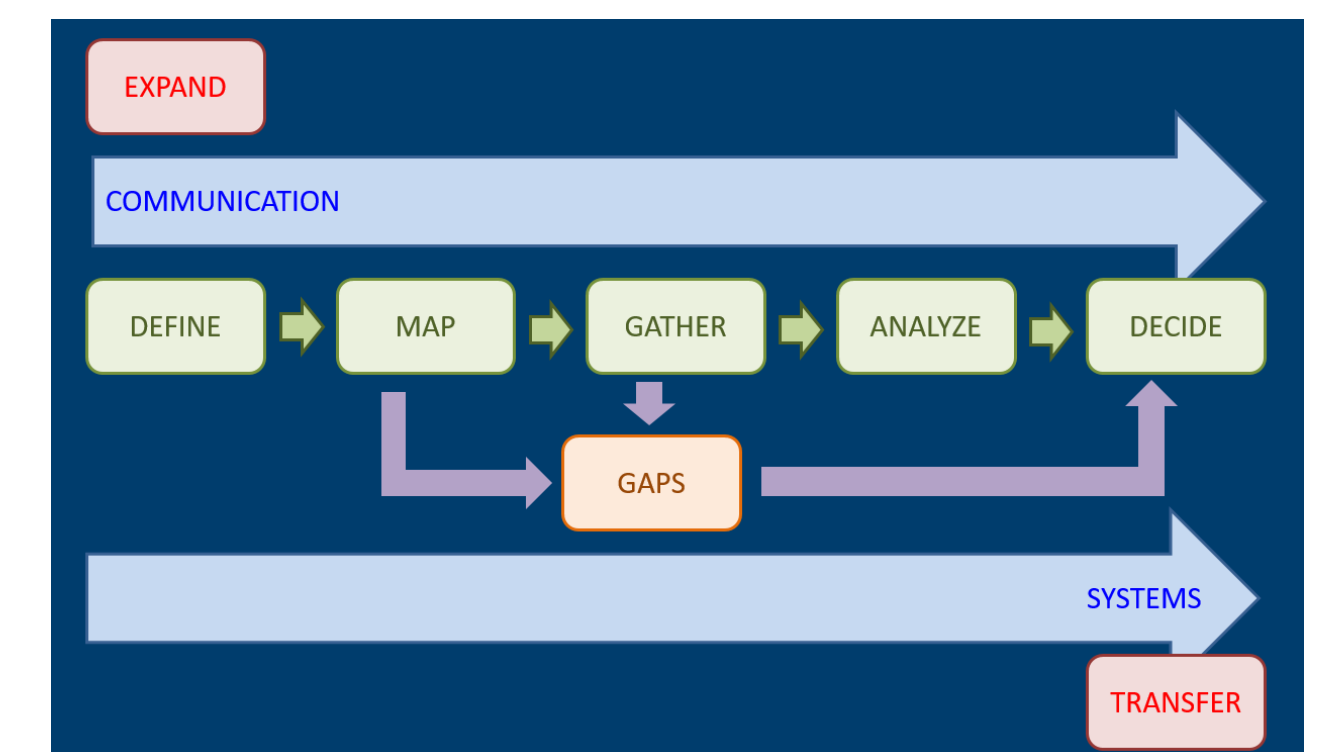 EXPAND
COMMUNICATION
DEFINE
MAP
GATHER
ANALYZE
DECIDE
GAPS
SYSTEMS
TRANSFER